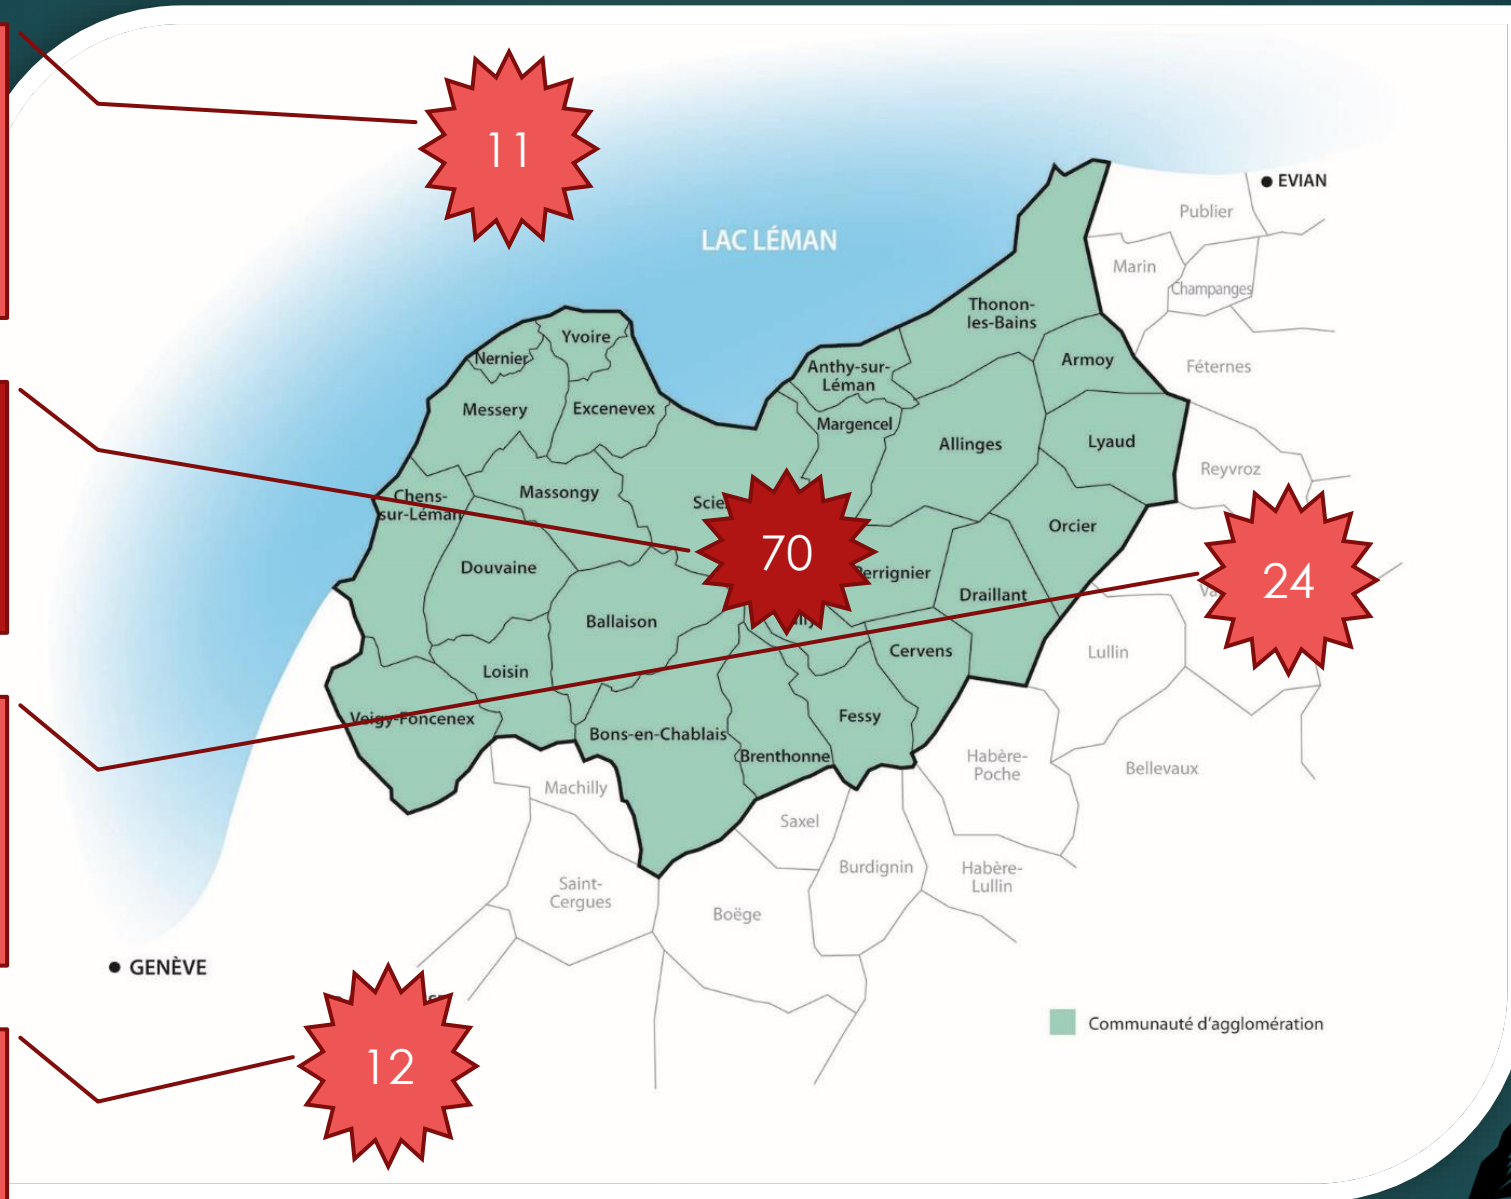 11
EVIAN
Publier
LAC LÉMAN
Marin
Champanges
Thonon-
les-Bains
Yvoire
Nernier
Armoy
Anthy-sur-
Léman
Féternes
Messery
Excenevex
Margencel
Allinges
Lyaud
Reyvroz
Massongy
Chens-
sur-Léman
Orcier
70
Douvaine
Perrignier
24
Draillant
Ballaison
Cervens
Lullin
Loisin
Veigy-Foncenex
Fessy
Bons-en-Chablais
Brenthonne
Habère-
Poche
Bellevaux
Machilly
Saxel
Burdignin
Habère-
Lullin
Saint-
Cergues
Boëge
GENÈVE
Communauté d'agglomération
12